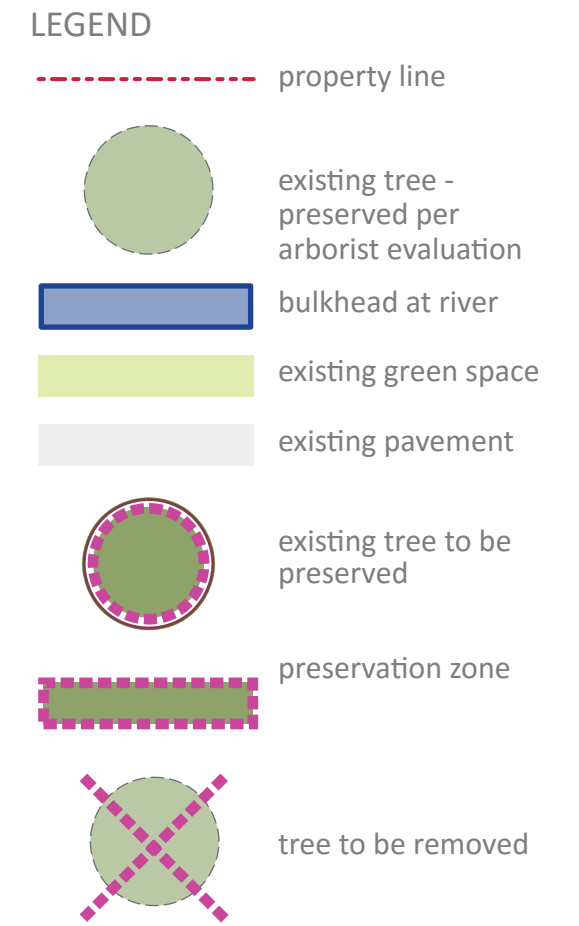 LEGEND
property line
existing tree -
preserved per
arborist evaluation
bulkhead at river
existing green space
existing pavement
existing tree to be
preserved
preservation zone
tree to be removed